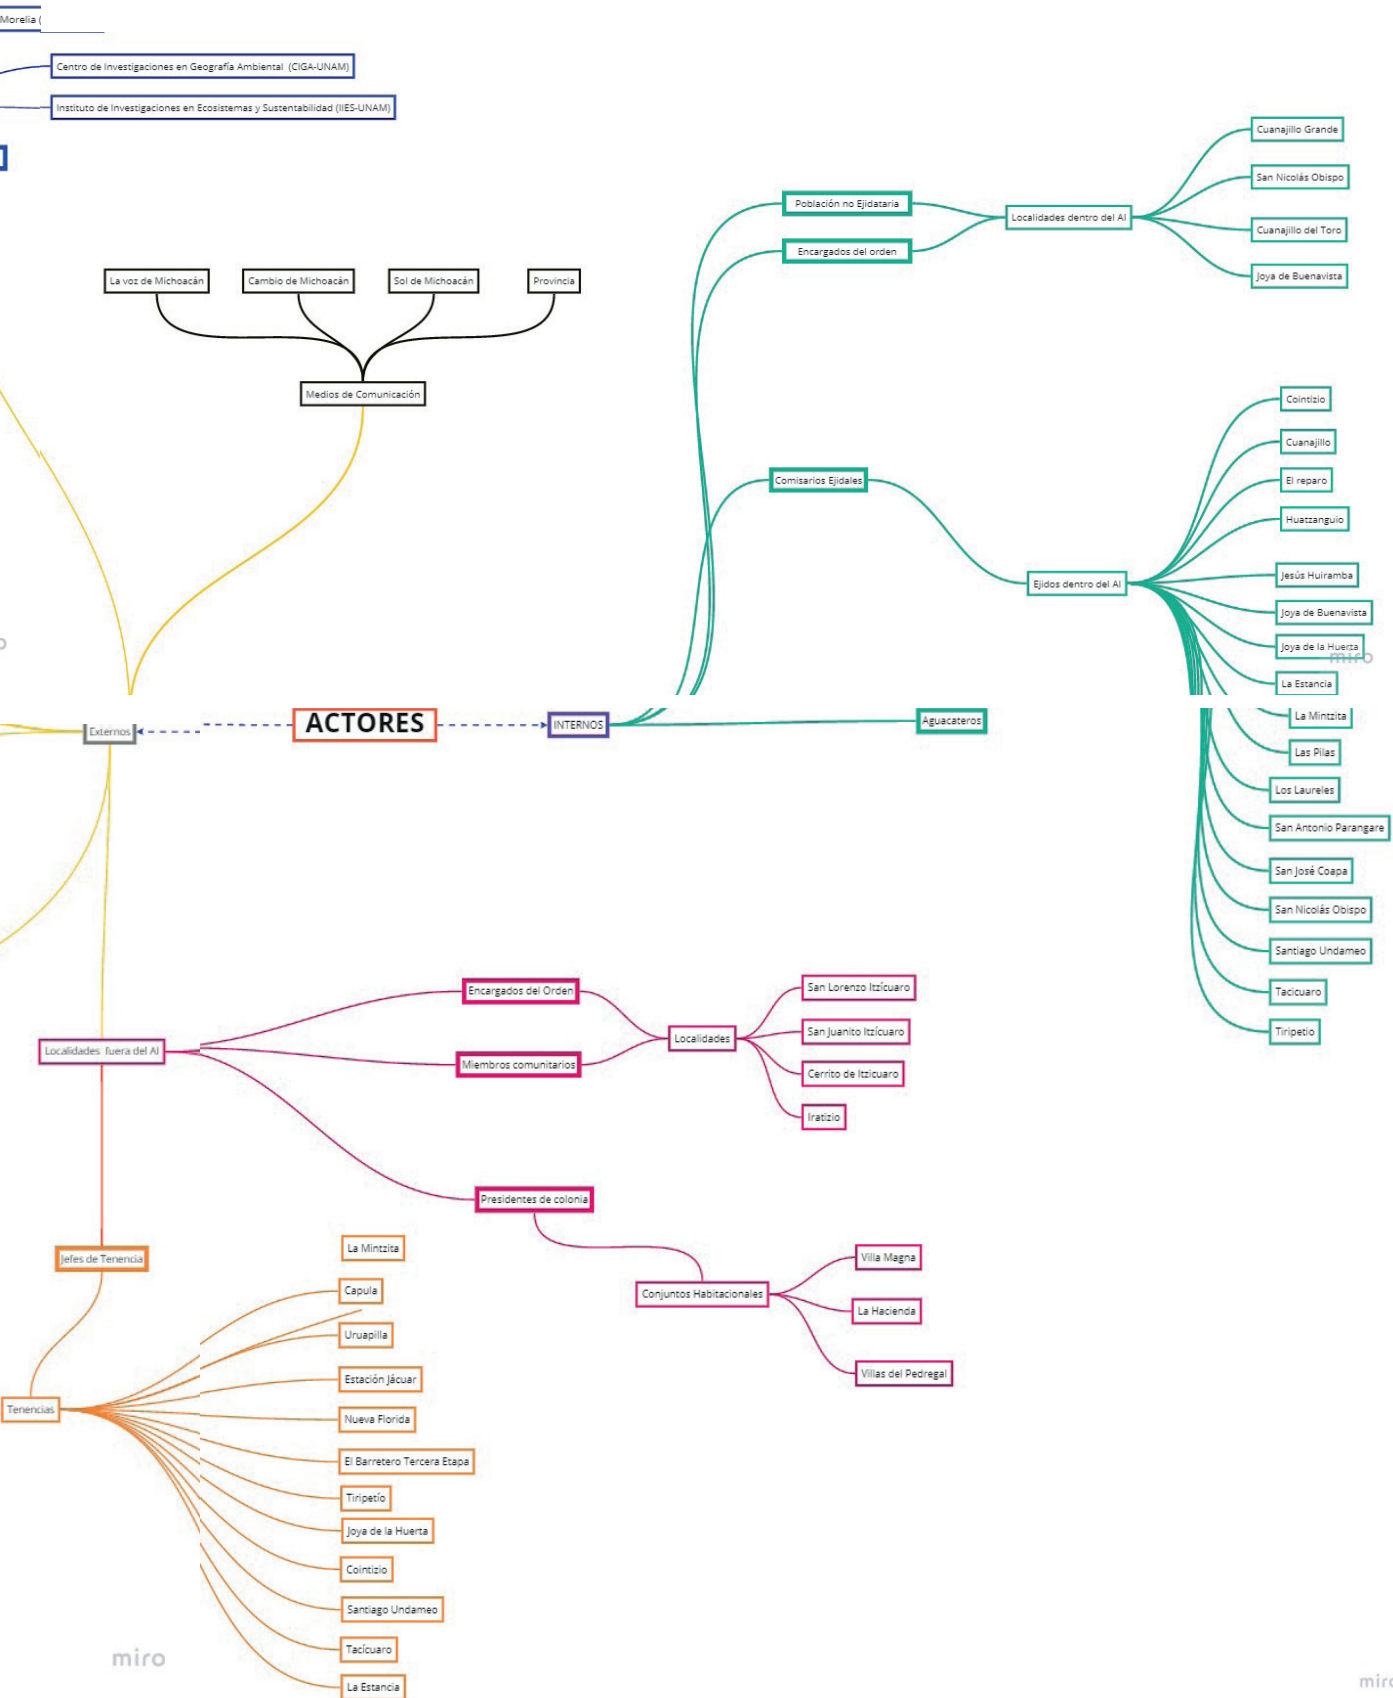 Morelia (
Centro de Investigaciones en Geografía Ambiental (CIGA-UNAM)
Instituto de Investigaciones en Ecosistemas y Sustentabilidad (IIES-UNAM)
La voz de Michoacán
Cambio de Michoacán
Sol de Michoacán
Provincia
Medios de Comunicación
Población no Ejidataria
Encargados del orden
Localidades dentro del AI
Cuanajillo Grande
San Nicolás Obispo
Cuanajillo del Toro
Joya de Buenavista
Comisarios Ejidales
Ejidos dentro del AI
Cointizio
Cuanajillo
El reparo
Huatzanguio
Jesús Huiramba
Joya de Buenavista
Joya de la Huerta
miro
La Estancia
Externos
ACTORES
INTERNOS
Aguacateros
La Mintzita
Las Pilas
Los Laureles
San Antonio Parangare
San José Coapa
San Nicolás Obispo
Santiago Undameo
Tacicuaro
Tiripetio
Localidades fuera del AI
Encargados del Orden
Miembros comunitarios
Localidades
San Lorenzo Itzícuaro
San Juanito Itzícuaro
Cerrito de Itzicuaro
Iratizio
Presidentes de colonia
Conjuntos Habitacionales
Villa Magna
La Hacienda
Villas del Pedregal
Jefes de Tenencia
Tenencias
La Mintzita
Capula
Uruapilla
Estación Jácuar
Nueva Florida
El Barretero Tercera Etapa
Tiripetío
Joya de la Huerta
Cointizio
Santiago Undameo
Tacícuaro
La Estancia
miro
miro